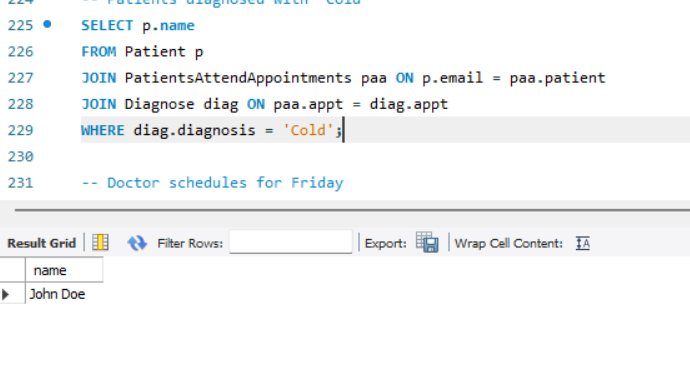 224 -- Patients diagnosed with 'Cold'
225 SELECT p.name
226 FROM Patient p
227 JOIN PatientsAttendAppointments paa ON p.email = paa.patient
228 JOIN Diagnose diag ON paa.appt = diag.appt
229 WHERE diag.diagnosis = 'Cold';
230
231 -- Doctor schedules for Friday
Result Grid Filter Rows: Export: Wrap Cell Content: IA
name
John Doe